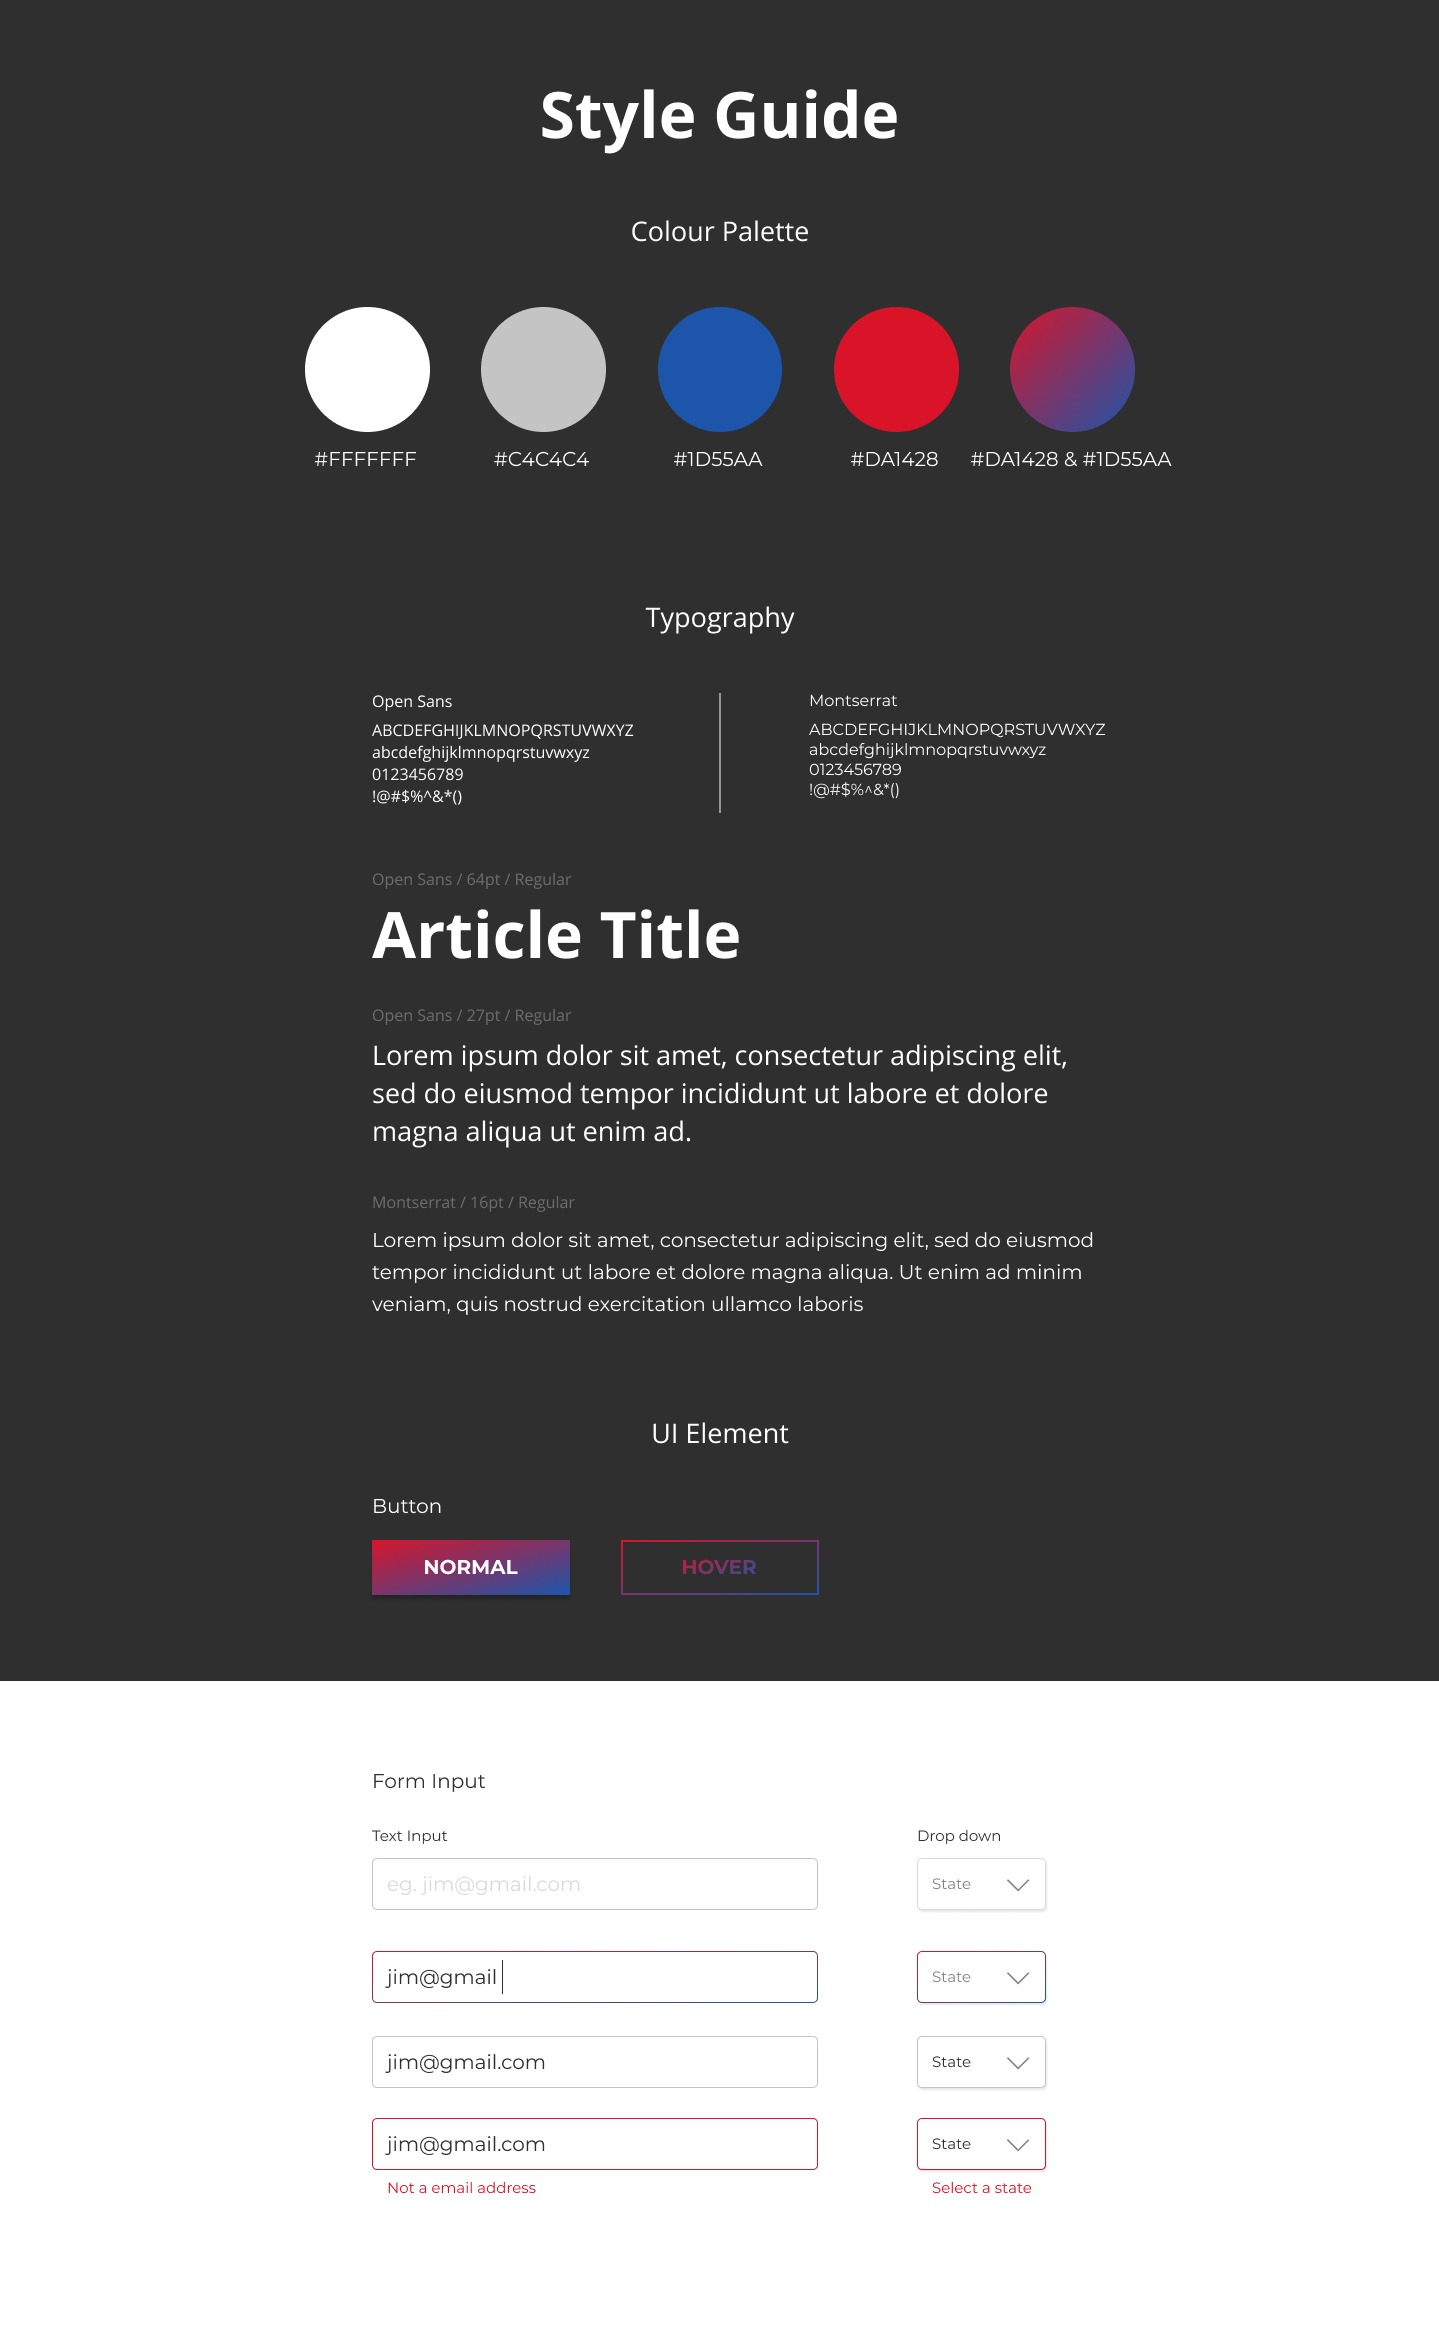 Style Guide
Colour Palette
#FFFFFFF
#C4C4C4
#1D55AA
#DA1428
#DA1428 & #1D55AA
Typography
Open Sans
ABCDEFGHIJKLMNOPQRSTUVWXYZ
abcdefghijklmnopqrstuvwxyz
0123456789
!@#$%^&*()
Montserrat
ABCDEFGHIJKLMNOPQRSTUVWXYZ
abcdefghijklmnopqrstuvwxyz
0123456789
!@#$%^&*()
Open Sans / 64pt / Regular
Article Title
Open Sans / 27pt / Regular
Lorem ipsum dolor sit amet, consectetur adipiscing elit,
sed do eiusmod tempor incididunt ut labore et dolore
magna aliqua ut enim ad.
Montserrat / 16pt / Regular
Lorem ipsum dolor sit amet, consectetur adipiscing elit, sed do eiusmod
tempor incididunt ut labore et dolore magna aliqua. Ut enim ad minim
veniam, quis nostrud exercitation ullamco laboris
UI Element
Button
NORMAL
HOVER
Form Input
Text Input
Drop down
eg. jim@gmail.com
State
jim@gmail
State
jim@gmail.com
State
jim@gmail.com
State
Not a email address
Select a state